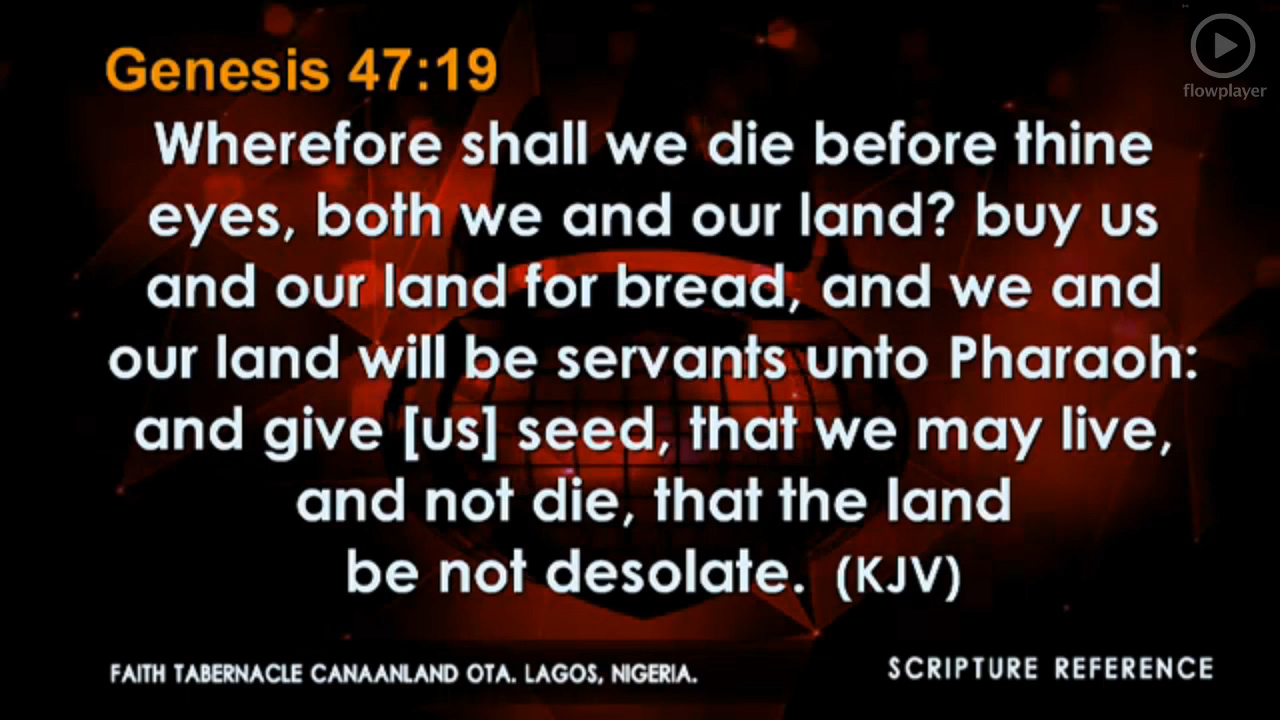 Genesis 47:19
flowplayer
Wherefore shall we die before thine
eyes, both we and our land? buy us
and our land for bread, and we and
our land will be servants unto Pharaoh:
and give [us] seed, that we may live,
and not die, that the land
be not desolate. (KJV)
FAITH TABERNACLE CANAANLAND OTA. LAGOS, NIGERIA.
SCRIPTURE REFERENCE